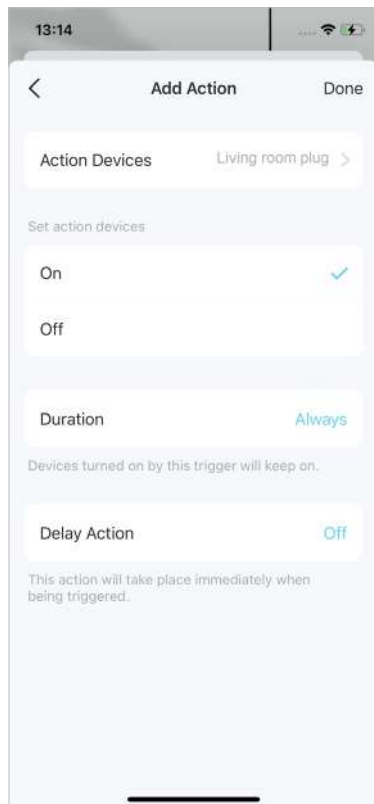 13:14
Add Action
Done
Action Devices
Living room plug
Set action devices
On
Off
Duration
Always
Devices turned on by this trigger will keep on.
Delay Action
Off
This action will take place immediately when
being triggered.